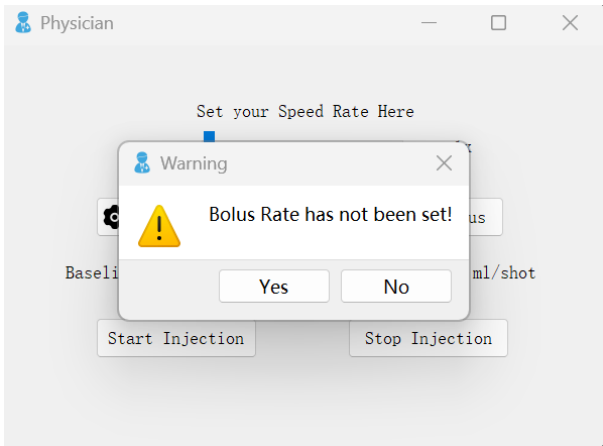 Physician
Set your Speed Rate Here
Warning
Bolus Rate has not been set!
Yes
No
ml/shot
Start Injection
Stop Injection